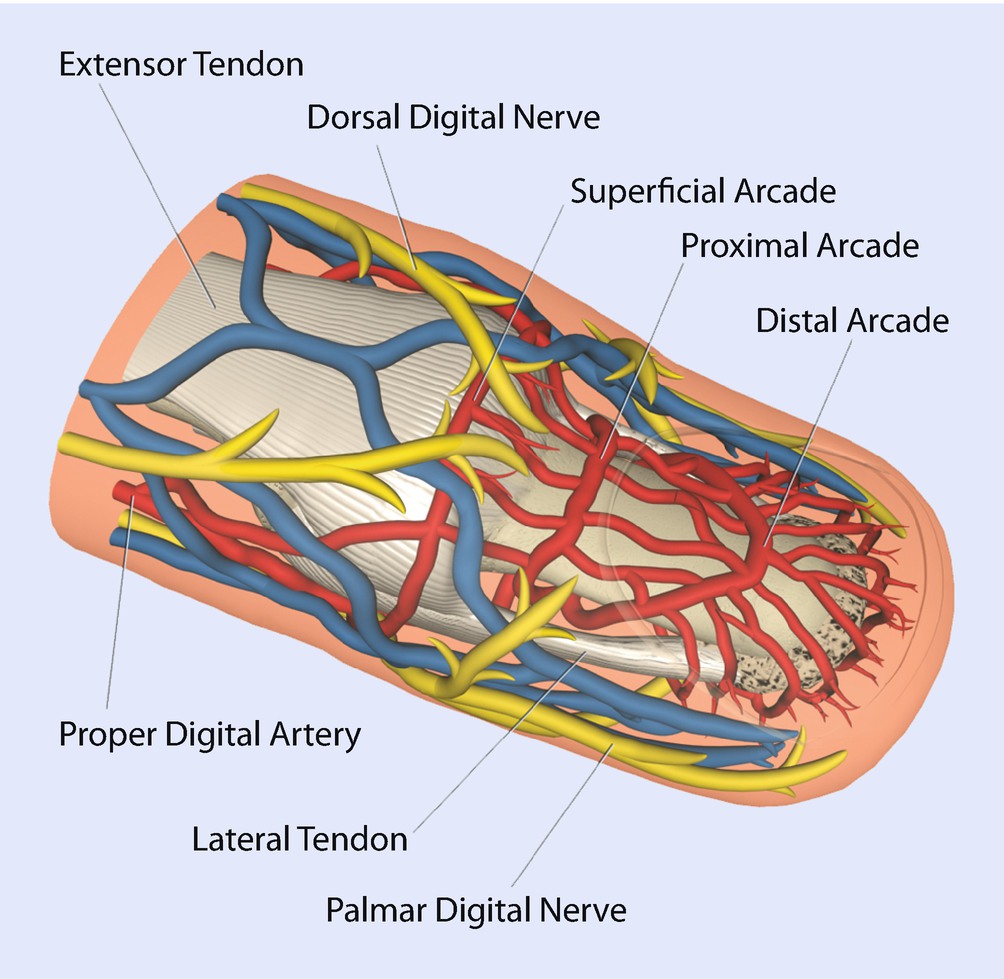 Extensor Tendon
Dorsal Digital Nerve
Superficial Arcade
Proximal Arcade
Distal Arcade
Proper Digital Artery
Lateral Tendon
Palmar Digital Nerve